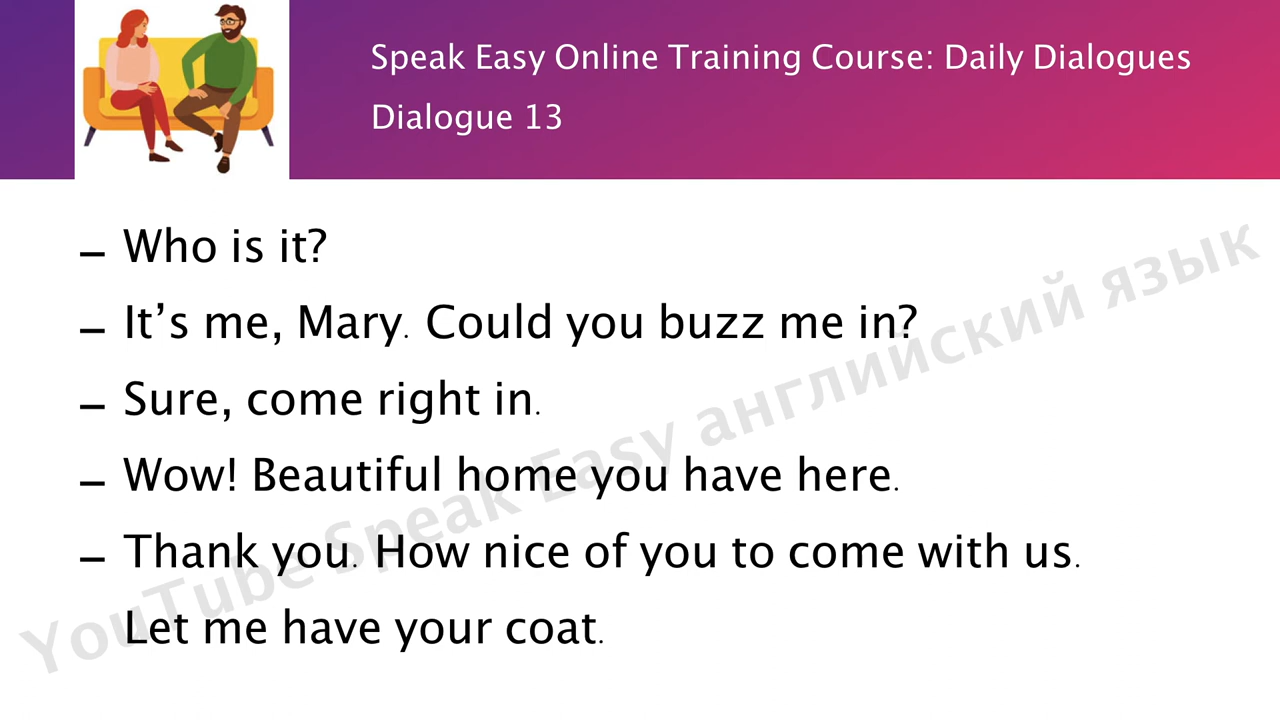 Speak Easy Online Training Course: Daily Dialogues
Dialogue 13
– Who is it?
– It’s me, Mary. Could you buzz me in?
– Sure, come right in.
– Wow! Beautiful home you have here.
– Thank you. How nice of you to come with us.
Let me have your coat.
YouTube Speak Easy английский язык